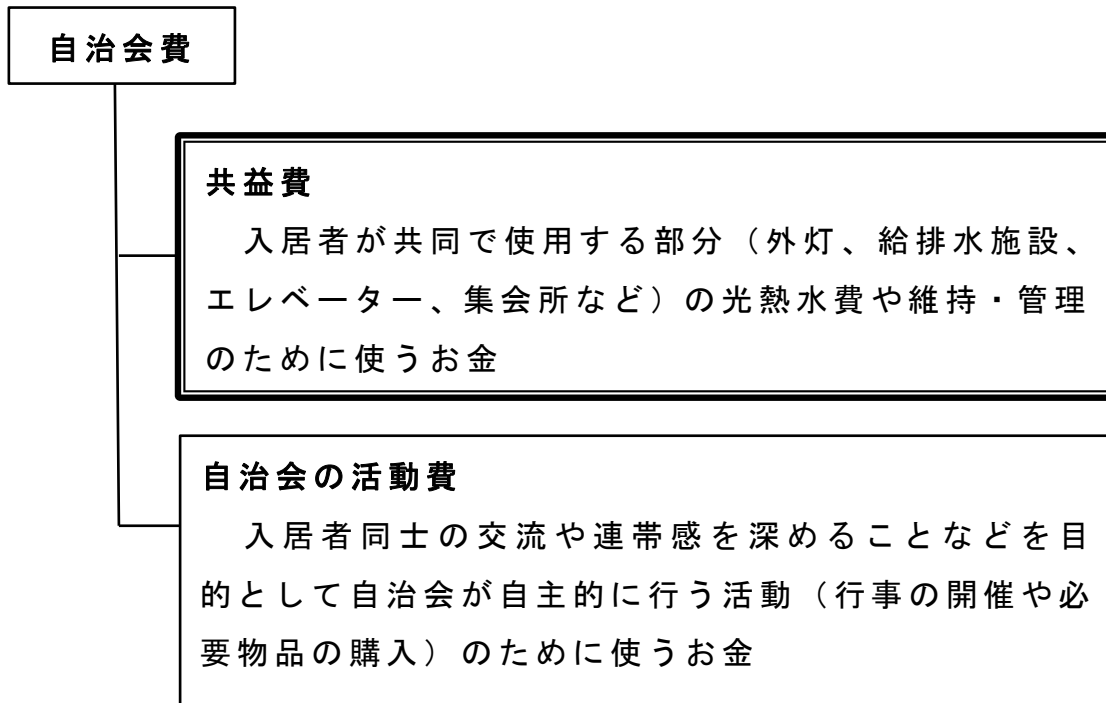 自治会費
共益費
　入居者が共同で使用する部分（外灯、給排水施設、
エレベーター、集会所など）の光熱水費や維持・管理
のために使うお金
自治会の活動費
　入居者同士の交流や連帯感を深めることなどを目
的として自治会が自主的に行う活動（行事の開催や必
要物品の購入）のために使うお金